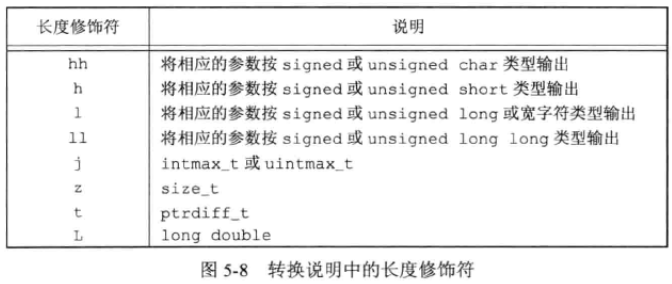 长度修饰符 说明
hh 将相应的参数按 signed 或 unsigned char 类型输出
h 将相应的参数按 signed 或 unsigned short 类型输出
l 将相应的参数按 signed 或 unsigned long 或宽字符类型输出
ll 将相应的参数按 signed 或 unsigned long long 类型输出
j intmax_t 或 uintmax_t
z size_t
t ptrdiff_t
L long double
图 5-8 转换说明中的长度修饰符